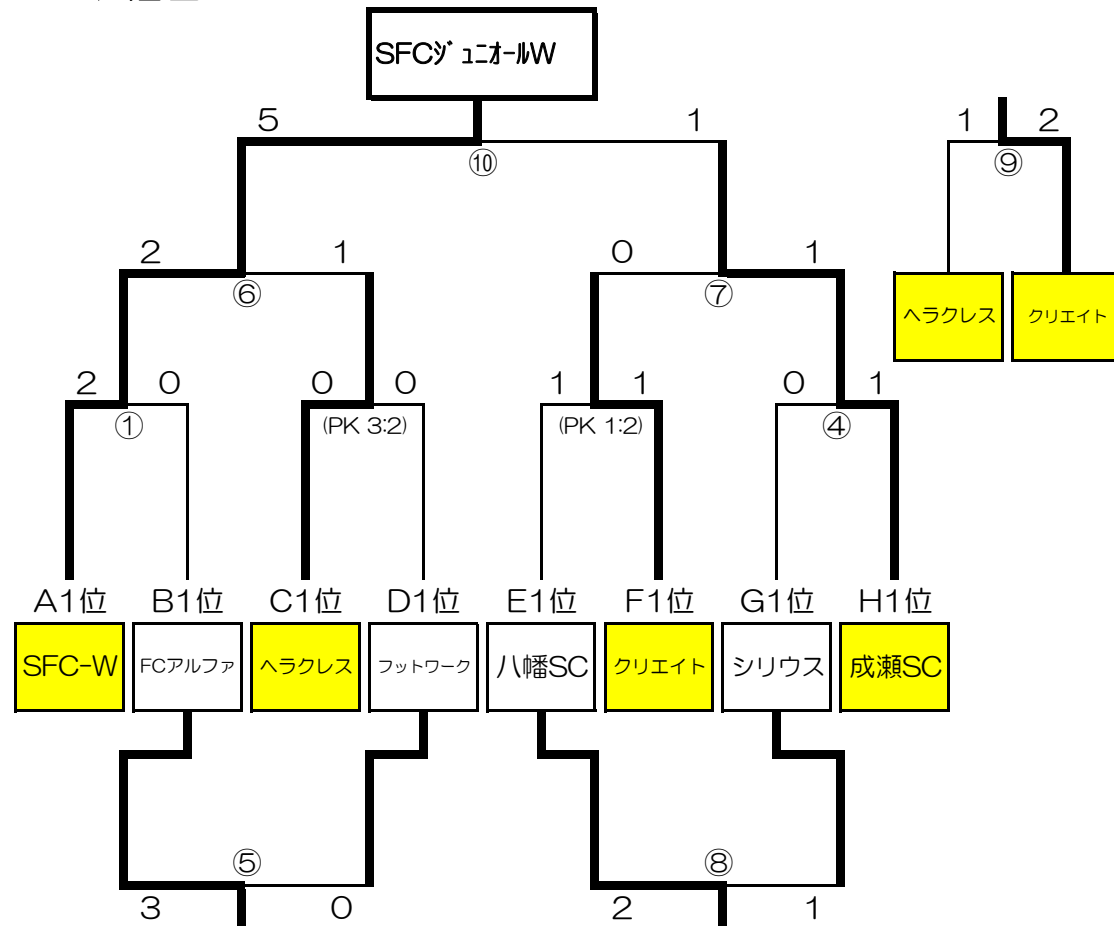 SFCｼﾞｭﾆｵｰﾙW
5 1 1 2
⑩ ⑨
2 1 0 1
⑥ ⑦
ヘラクレス クリエイト
2 0 0 0 1 1 0 1
① (PK 3:2) (PK 1:2) ④
A1位 B1位 C1位 D1位 E1位 F1位 G1位 H1位
SFC-W FCアルファ ヘラクレス フットワーク 八幡SC クリエイト シリウス 成瀬SC
⑤ ⑧
3 0 2 1